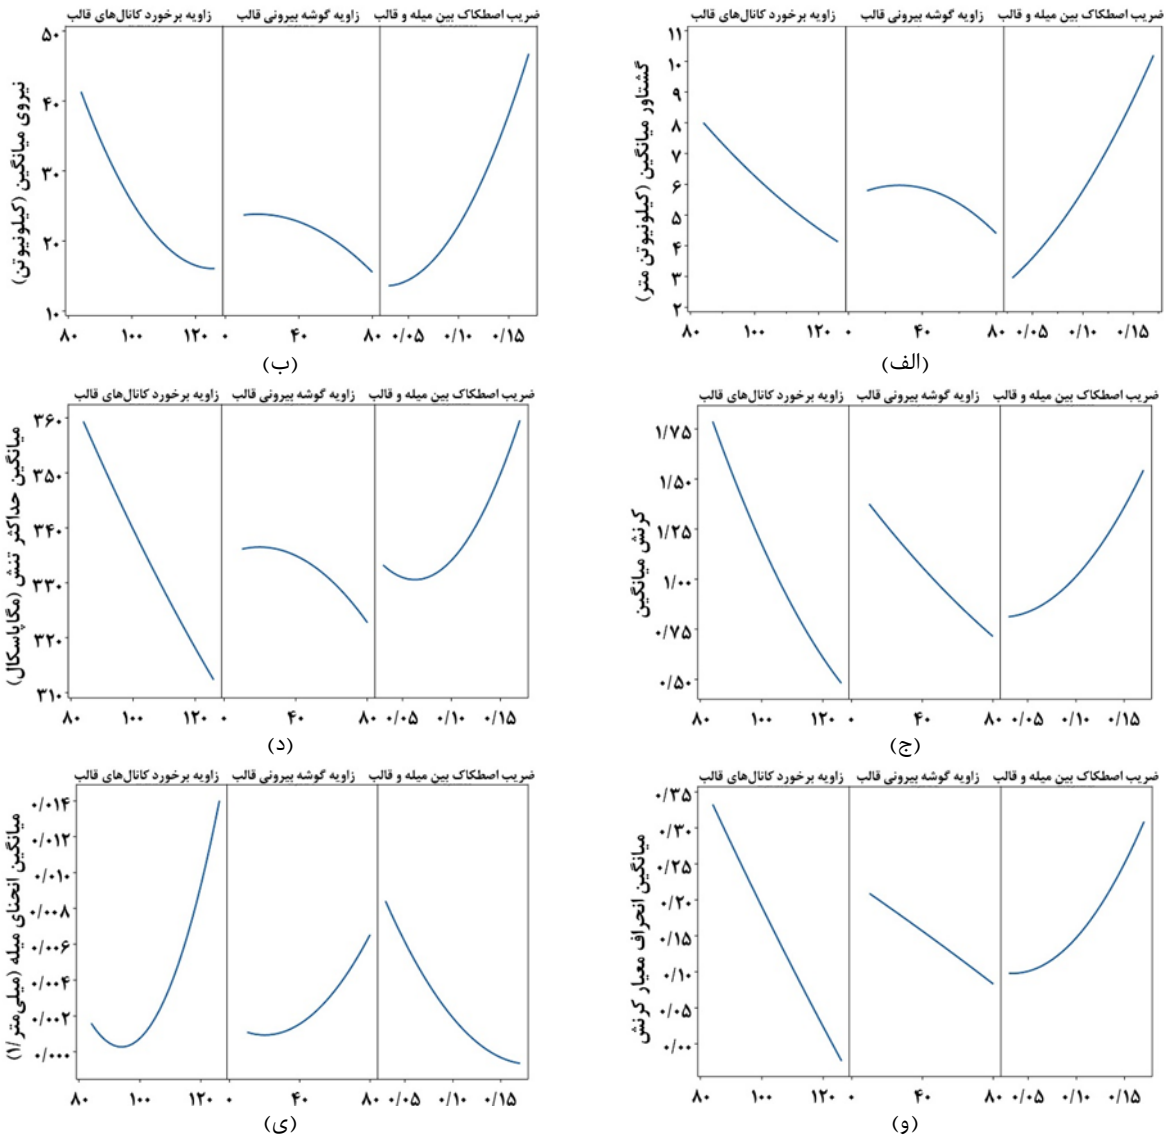 ضریب اصطکاک بین میله و قالب زاویه گوشه بیرونی قالب زاویه برخورد کانال‌های قالب
گشتاور میانگین (کیلونیوتن متر)
۱۱
۱۰
۹
۸
۷
۶
۵
۴
۳
۲
۸۰ ۱۰۰ ۱۲۰ ۰ ۴۰ ۸۰ ۰/۰۵ ۰/۱۰ ۰/۱۵
(الف)
ضریب اصطکاک بین میله و قالب زاویه گوشه بیرونی قالب زاویه برخورد کانال‌های قالب
نیروی میانگین (کیلونیوتن)
۵۰
۴۰
۳۰
۲۰
۱۰
۸۰ ۱۰۰ ۱۲۰ ۰ ۴۰ ۸۰ ۰/۰۵ ۰/۱۰ ۰/۱۵
(ب)
ضریب اصطکاک بین میله و قالب زاویه گوشه بیرونی قالب زاویه برخورد کانال‌های قالب
کرنش میانگین
۱/۷۵
۱/۵۰
۱/۲۵
۱/۰۰
۰/۷۵
۰/۵۰
۸۰ ۱۰۰ ۱۲۰ ۰ ۴۰ ۸۰ ۰/۰۵ ۰/۱۰ ۰/۱۵
(ج)
ضریب اصطکاک بین میله و قالب زاویه گوشه بیرونی قالب زاویه برخورد کانال‌های قالب
میانگین حداکثر تنش (مگاپاسکال)
۳۶۰
۳۵۰
۳۴۰
۳۳۰
۳۲۰
۳۱۰
۸۰ ۱۰۰ ۱۲۰ ۰ ۴۰ ۸۰ ۰/۰۵ ۰/۱۰ ۰/۱۵
(د)
ضریب اصطکاک بین میله و قالب زاویه گوشه بیرونی قالب زاویه برخورد کانال‌های قالب
میانگین انحراف معیار کرنش
۰/۳۵
۰/۳۰
۰/۲۵
۰/۲۰
۰/۱۵
۰/۱۰
۰/۰۵
۰/۰۰
۸۰ ۱۰۰ ۱۲۰ ۰ ۴۰ ۸۰ ۰/۰۵ ۰/۱۰ ۰/۱۵
(و)
ضریب اصطکاک بین میله و قالب زاویه گوشه بیرونی قالب زاویه برخورد کانال‌های قالب
میانگین انحنای میله (میلی‌متر/۱)
۰/۰۱۴
۰/۰۱۲
۰/۰۱۰
۰/۰۰۸
۰/۰۰۶
۰/۰۰۴
۰/۰۰۲
۰/۰۰۰
۸۰ ۱۰۰ ۱۲۰ ۰ ۴۰ ۸۰ ۰/۰۵ ۰/۱۰ ۰/۱۵
(ی)